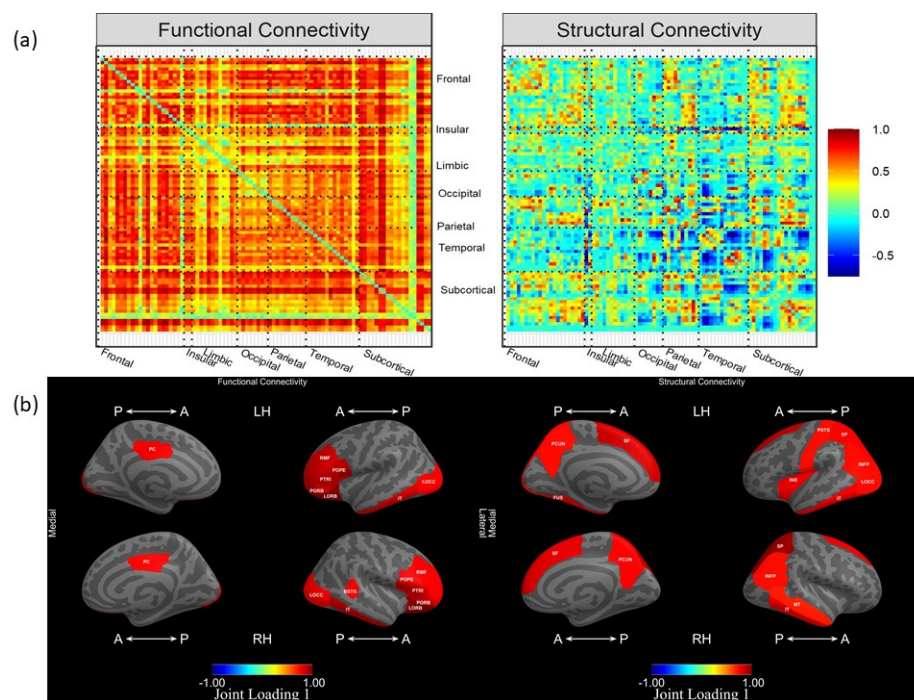 (a)
Functional Connectivity
Structural Connectivity
Frontal
Insular
Limbic
Occipital
Parietal
Temporal
Subcortical
1.0
0.5
0.0
-0.5
Frontal
Insular
Limbic
Occipital
Parietal
Temporal
Subcortical
Frontal
Insular
Limbic
Occipital
Parietal
Temporal
Subcortical
(b)
Functional Connectivity
Structural Connectivity
P A
LH
A P
P A
LH
A P
PC
RMF
POPE
PTRI
PORB
LORB
LOCC
IT
PCUN
SF
FUS
SP
INS
INFP
LOCC
IT
Medial
Medial
Lateral
PC
LOCC
BSTS
IT
RMF
POPE
PTRI
PORB
LORB
SF
PCUN
SP
INFP
IT
MT
A P
RH
P A
A P
RH
P A
-1.00 1.00
Joint Loading 1
-1.00 1.00
Joint Loading 1